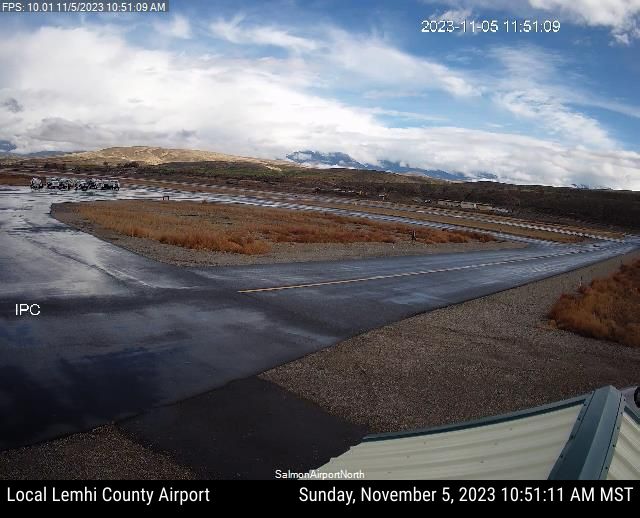 FPS: 10.01 11/5/2023 10:51:09 AM
2023-11-05 11:51:09
IPC
SalmonAirportNorth
Local Lemhi County Airport
Sunday, November 5, 2023 10:51:11 AM MST